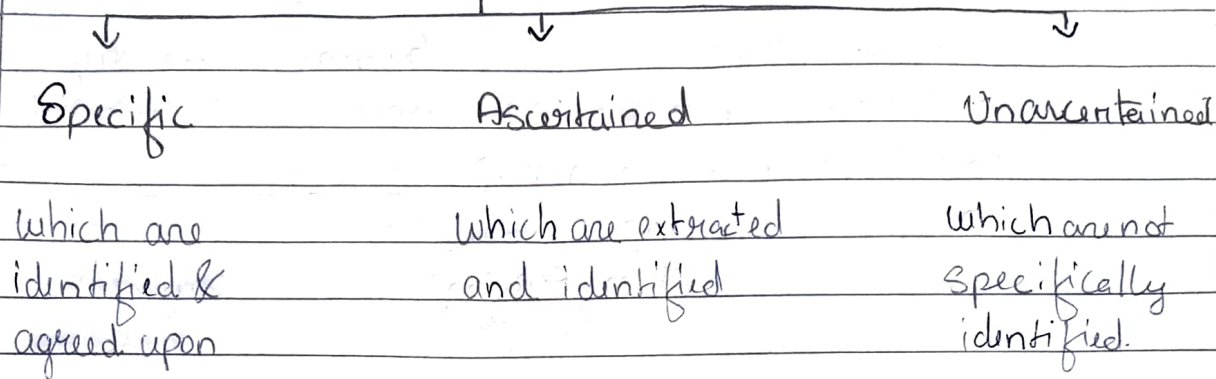 Specific Ascertained Unascertained
which are which are extracted which are not
identified & and identified specifically
agreed upon identified.